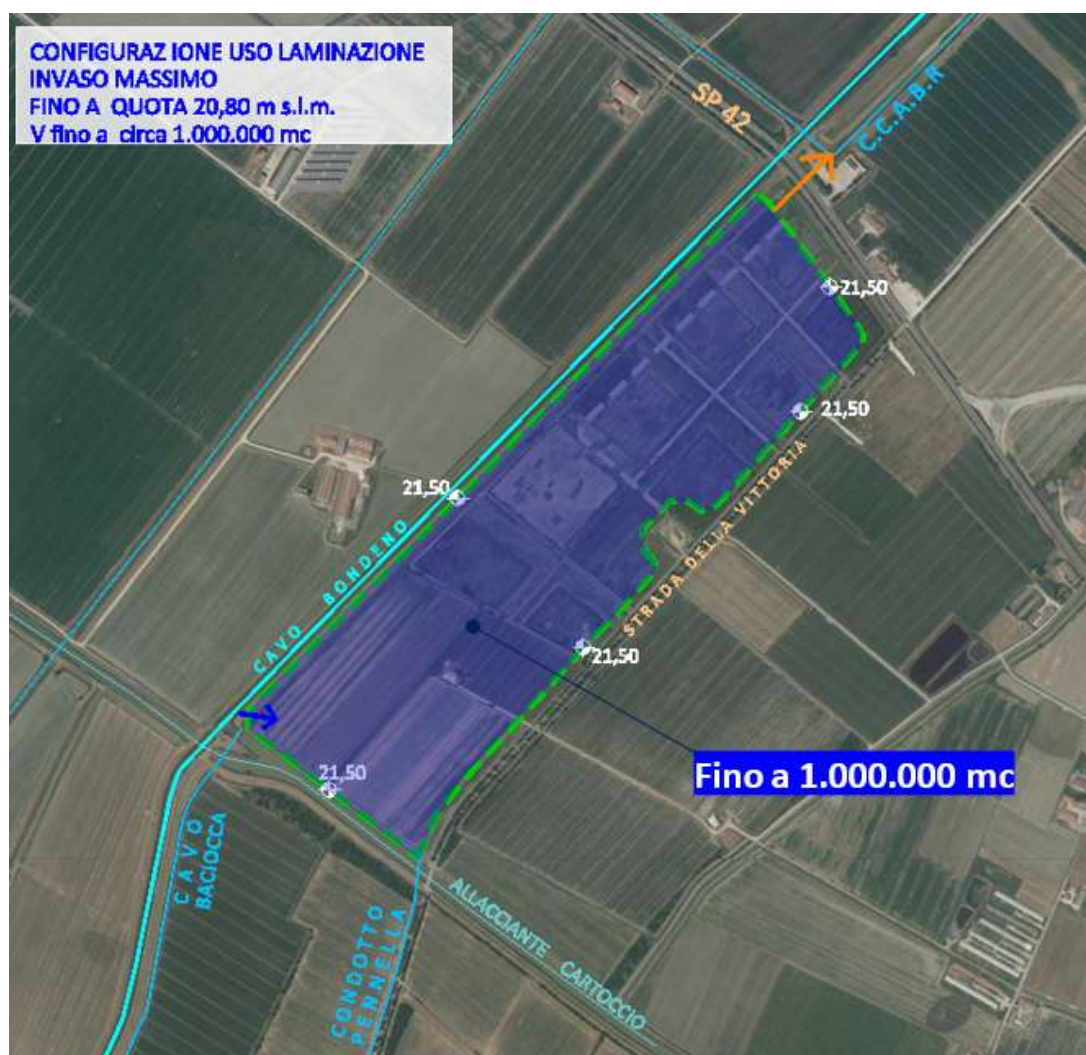 CONFIGURAZ IONE USO LAMINAZIONE
INVASO MASSIMO
FINO A QUOTA 20,80 m s.l.m.
V fino a circa 1.000.000 mc
SP 42
C.C.A.B.R
21,50
21,50
21,50
CAVO BONDENO
STRADA DELLA VITTORIA
21,50
Fino a 1.000.000 mc
21,50
CAVO
BACIOCCA
CONDOTTO
PENNELLA
ALLACCIANTE CARTOCCIO